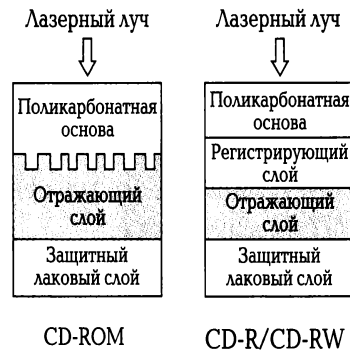 Лазерный луч
Поликарбонатная
основа
Отражающий
слой
Защитный
лаковый слой
CD-ROM
Лазерный луч
Поликарбонатная
основа
Регистрирующий
слой
Отражающий
слой
Защитный
лаковый слой
CD-R/CD-RW